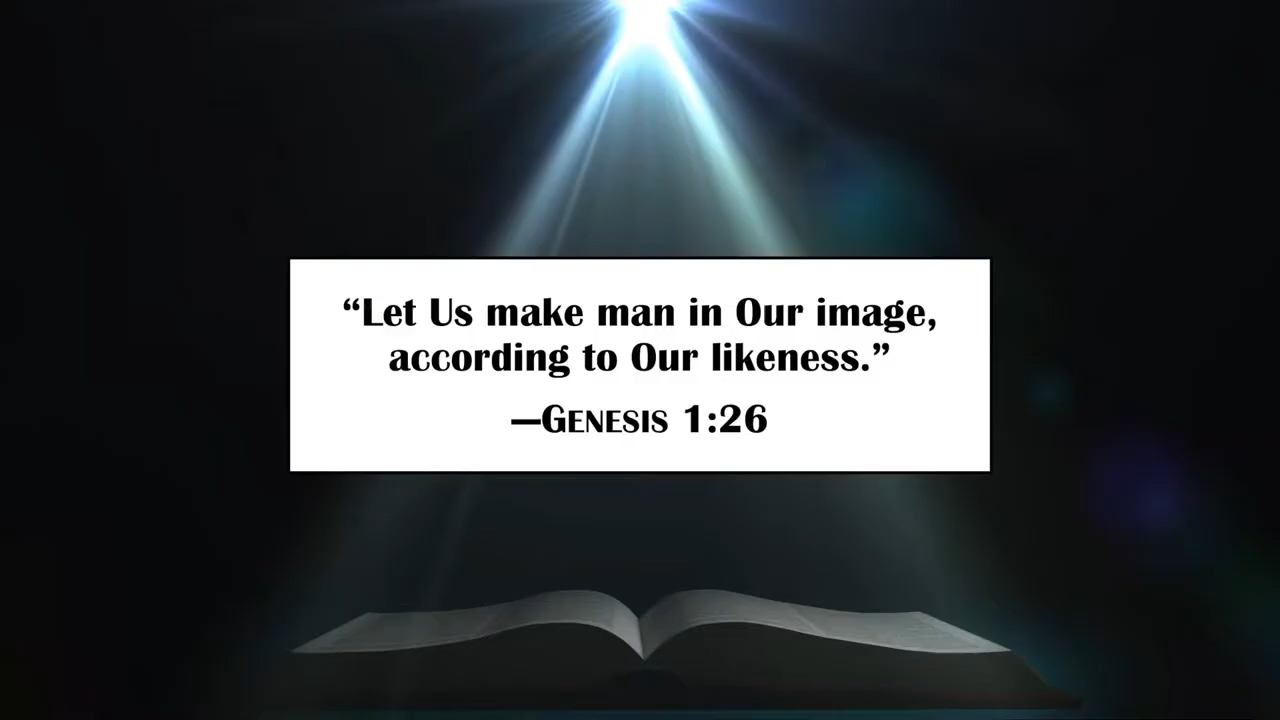 “Let Us make man in Our image,
according to Our likeness.”
—GENESIS 1:26